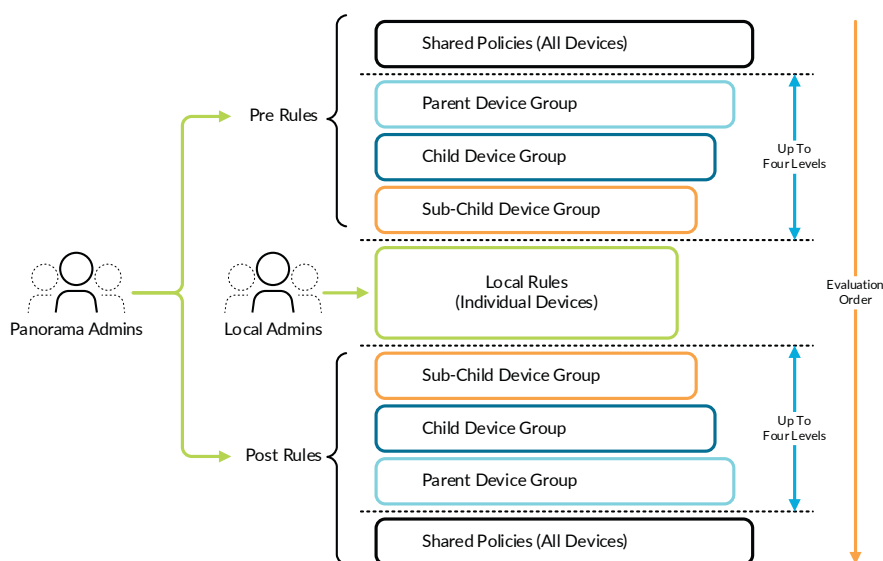 Shared Policies (All Devices)
Parent Device Group
Pre Rules
Child Device Group
Up To
Four Levels
Sub-Child Device Group
Local Rules
(Individual Devices)
Evaluation
Order
Panorama Admins
Local Admins
Sub-Child Device Group
Child Device Group
Up To
Four Levels
Post Rules
Parent Device Group
Shared Policies (All Devices)